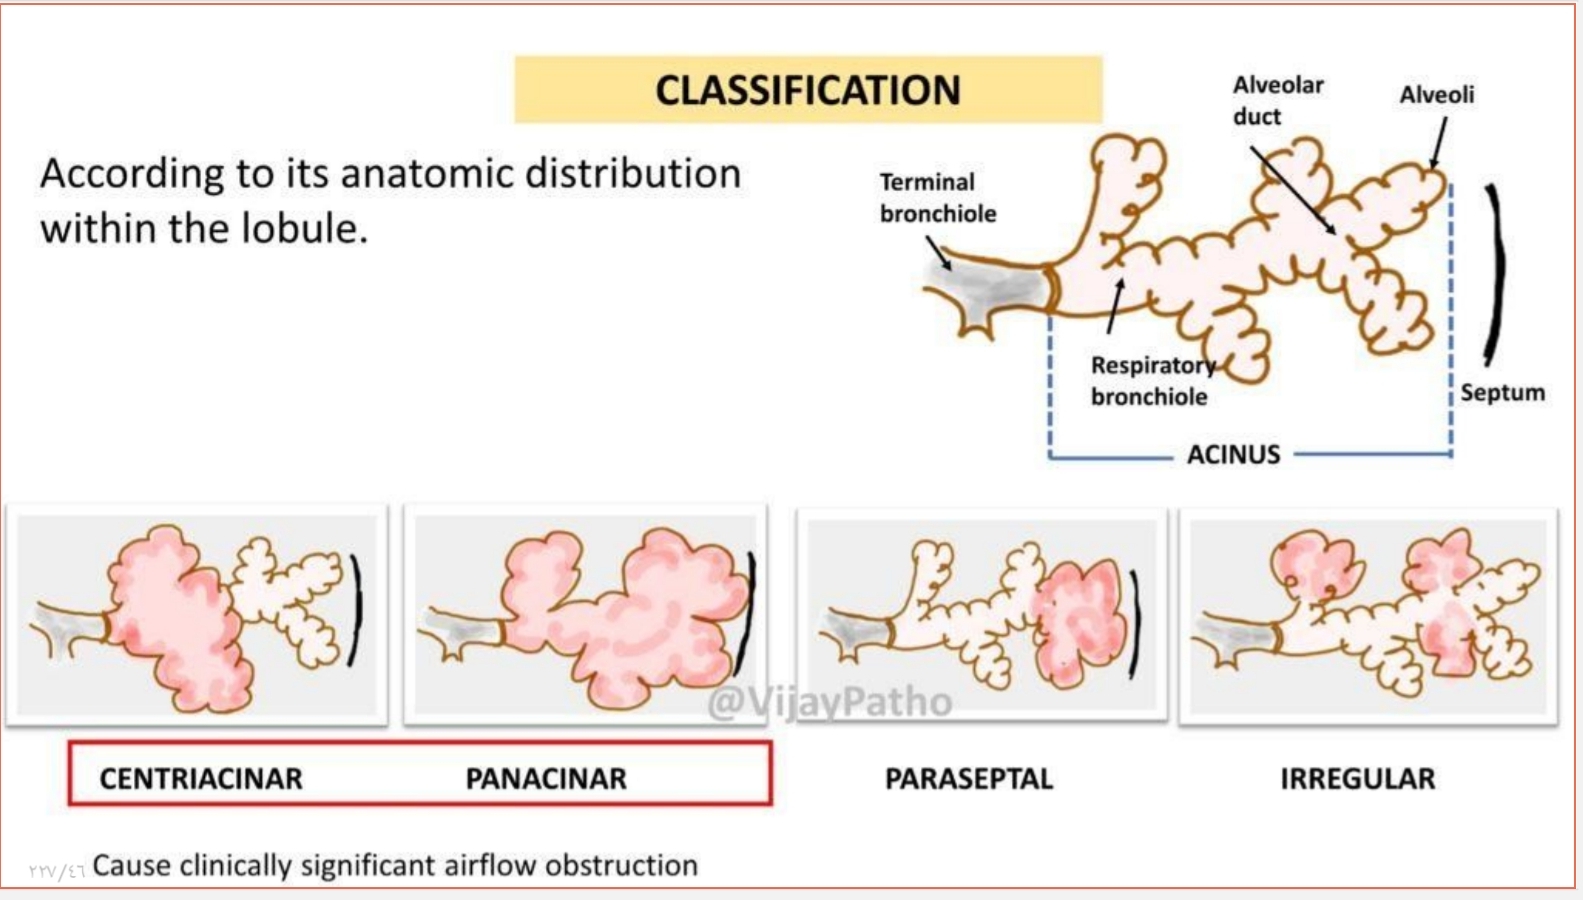 CLASSIFICATION
According to its anatomic distribution
within the lobule.
Alveolar
duct
Alveoli
Terminal
bronchiole
Respiratory
bronchiole
Septum
ACINUS
@VijayPatho
CENTRIACINAR
PANACINAR
PARASEPTAL
IRREGULAR
٢٢٧/٤٦
Cause clinically significant airflow obstruction